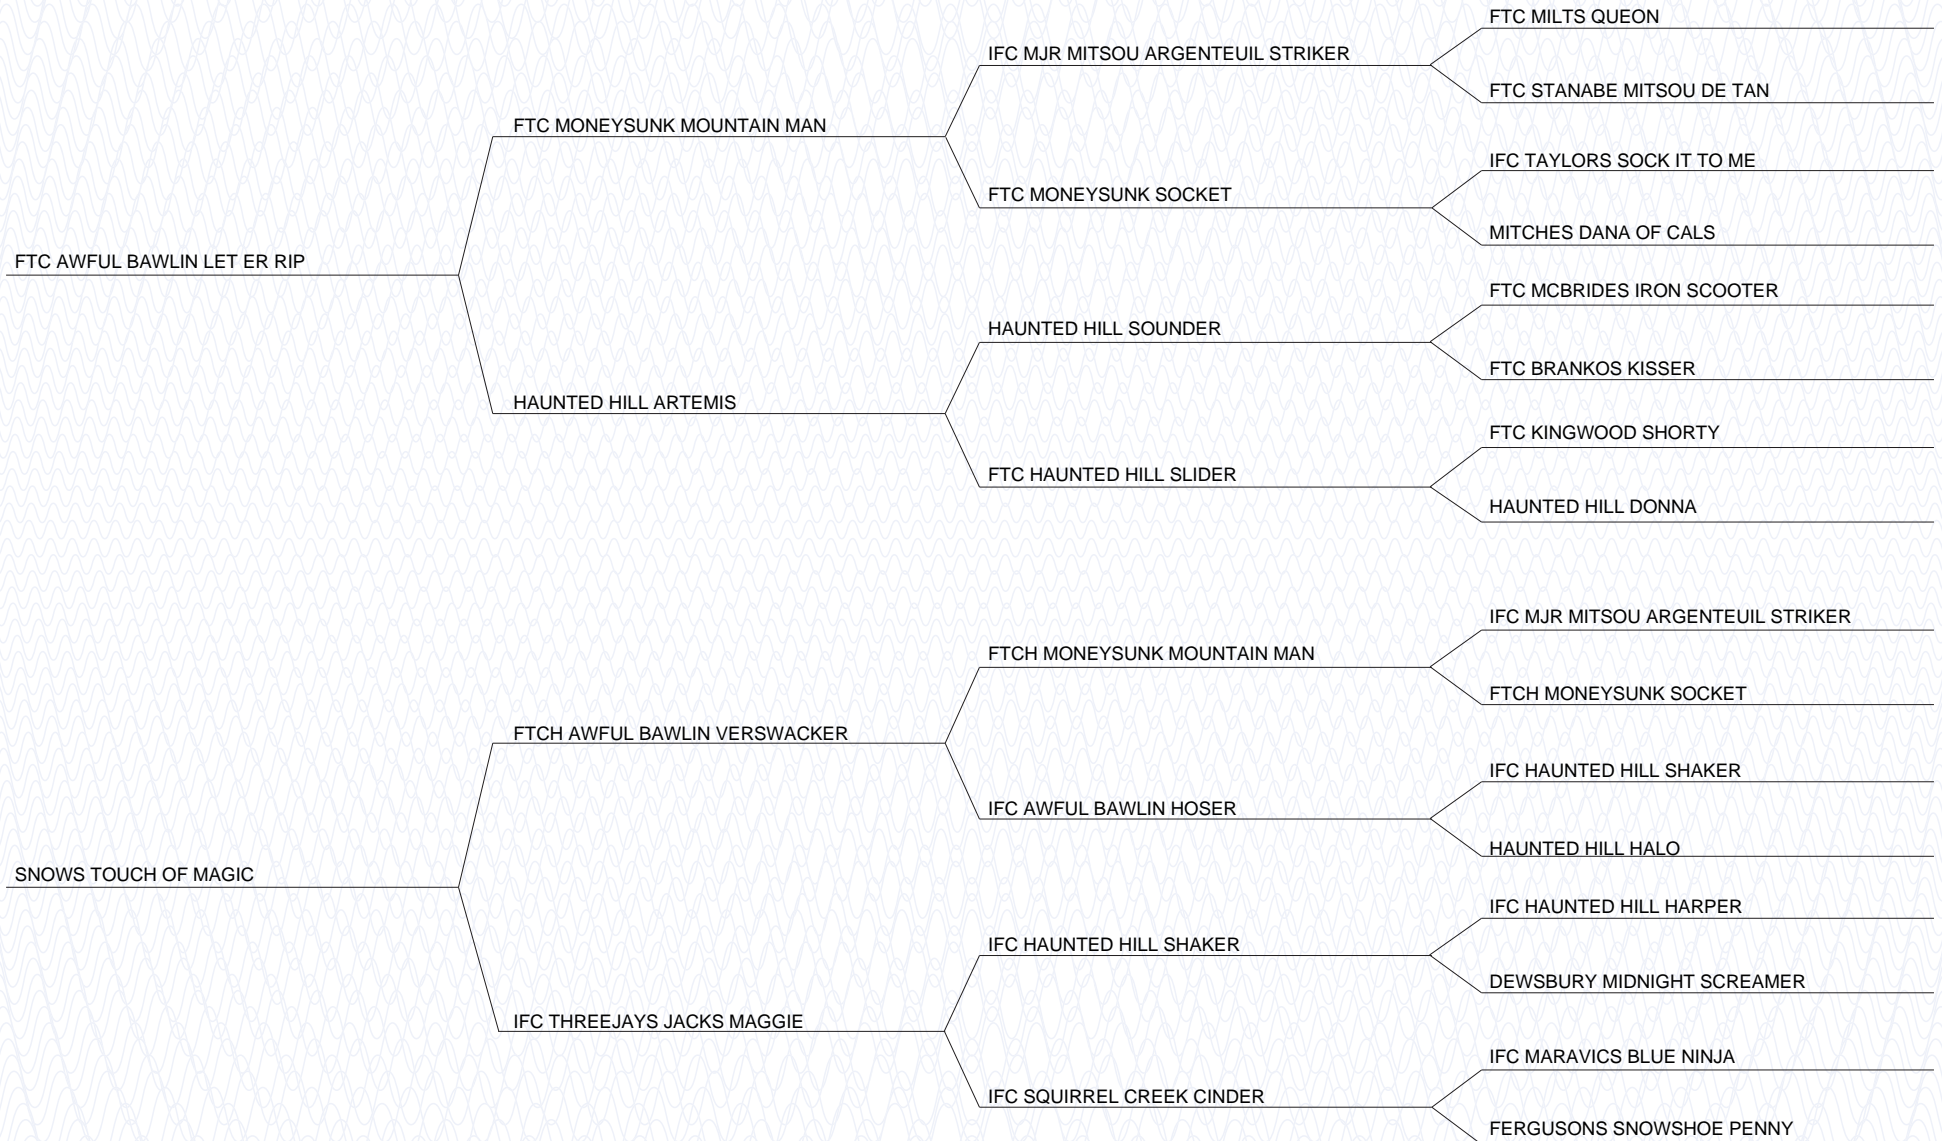 FTC MILTS QUEON
IFC MJR MITSOU ARGENTEUIL STRIKER
FTC STANABE MITSOU DE TAN
FTC MONEYSUNK MOUNTAIN MAN
IFC TAYLORS SOCK IT TO ME
FTC MONEYSUNK SOCKET
MITCHES DANA OF CALS
FTC AWFUL BAWLIN LET ER RIP
FTC MCBRIDES IRON SCOOTER
HAUNTED HILL SOUNDER
FTC BRANKOS KISSER
HAUNTED HILL ARTEMIS
FTC KINGWOOD SHORTY
FTC HAUNTED HILL SLIDER
HAUNTED HILL DONNA
IFC MJR MITSOU ARGENTEUIL STRIKER
FTCH MONEYSUNK MOUNTAIN MAN
FTCH MONEYSUNK SOCKET
FTCH AWFUL BAWLIN VERSWACKER
IFC HAUNTED HILL SHAKER
IFC AWFUL BAWLIN HOSER
HAUNTED HILL HALO
SNOWS TOUCH OF MAGIC
IFC HAUNTED HILL HARPER
IFC HAUNTED HILL SHAKER
DEWSBURY MIDNIGHT SCREAMER
IFC THREEJAYS JACKS MAGGIE
IFC MARAVICS BLUE NINJA
IFC SQUIRREL CREEK CINDER
FERGUSONS SNOWSHOE PENNY